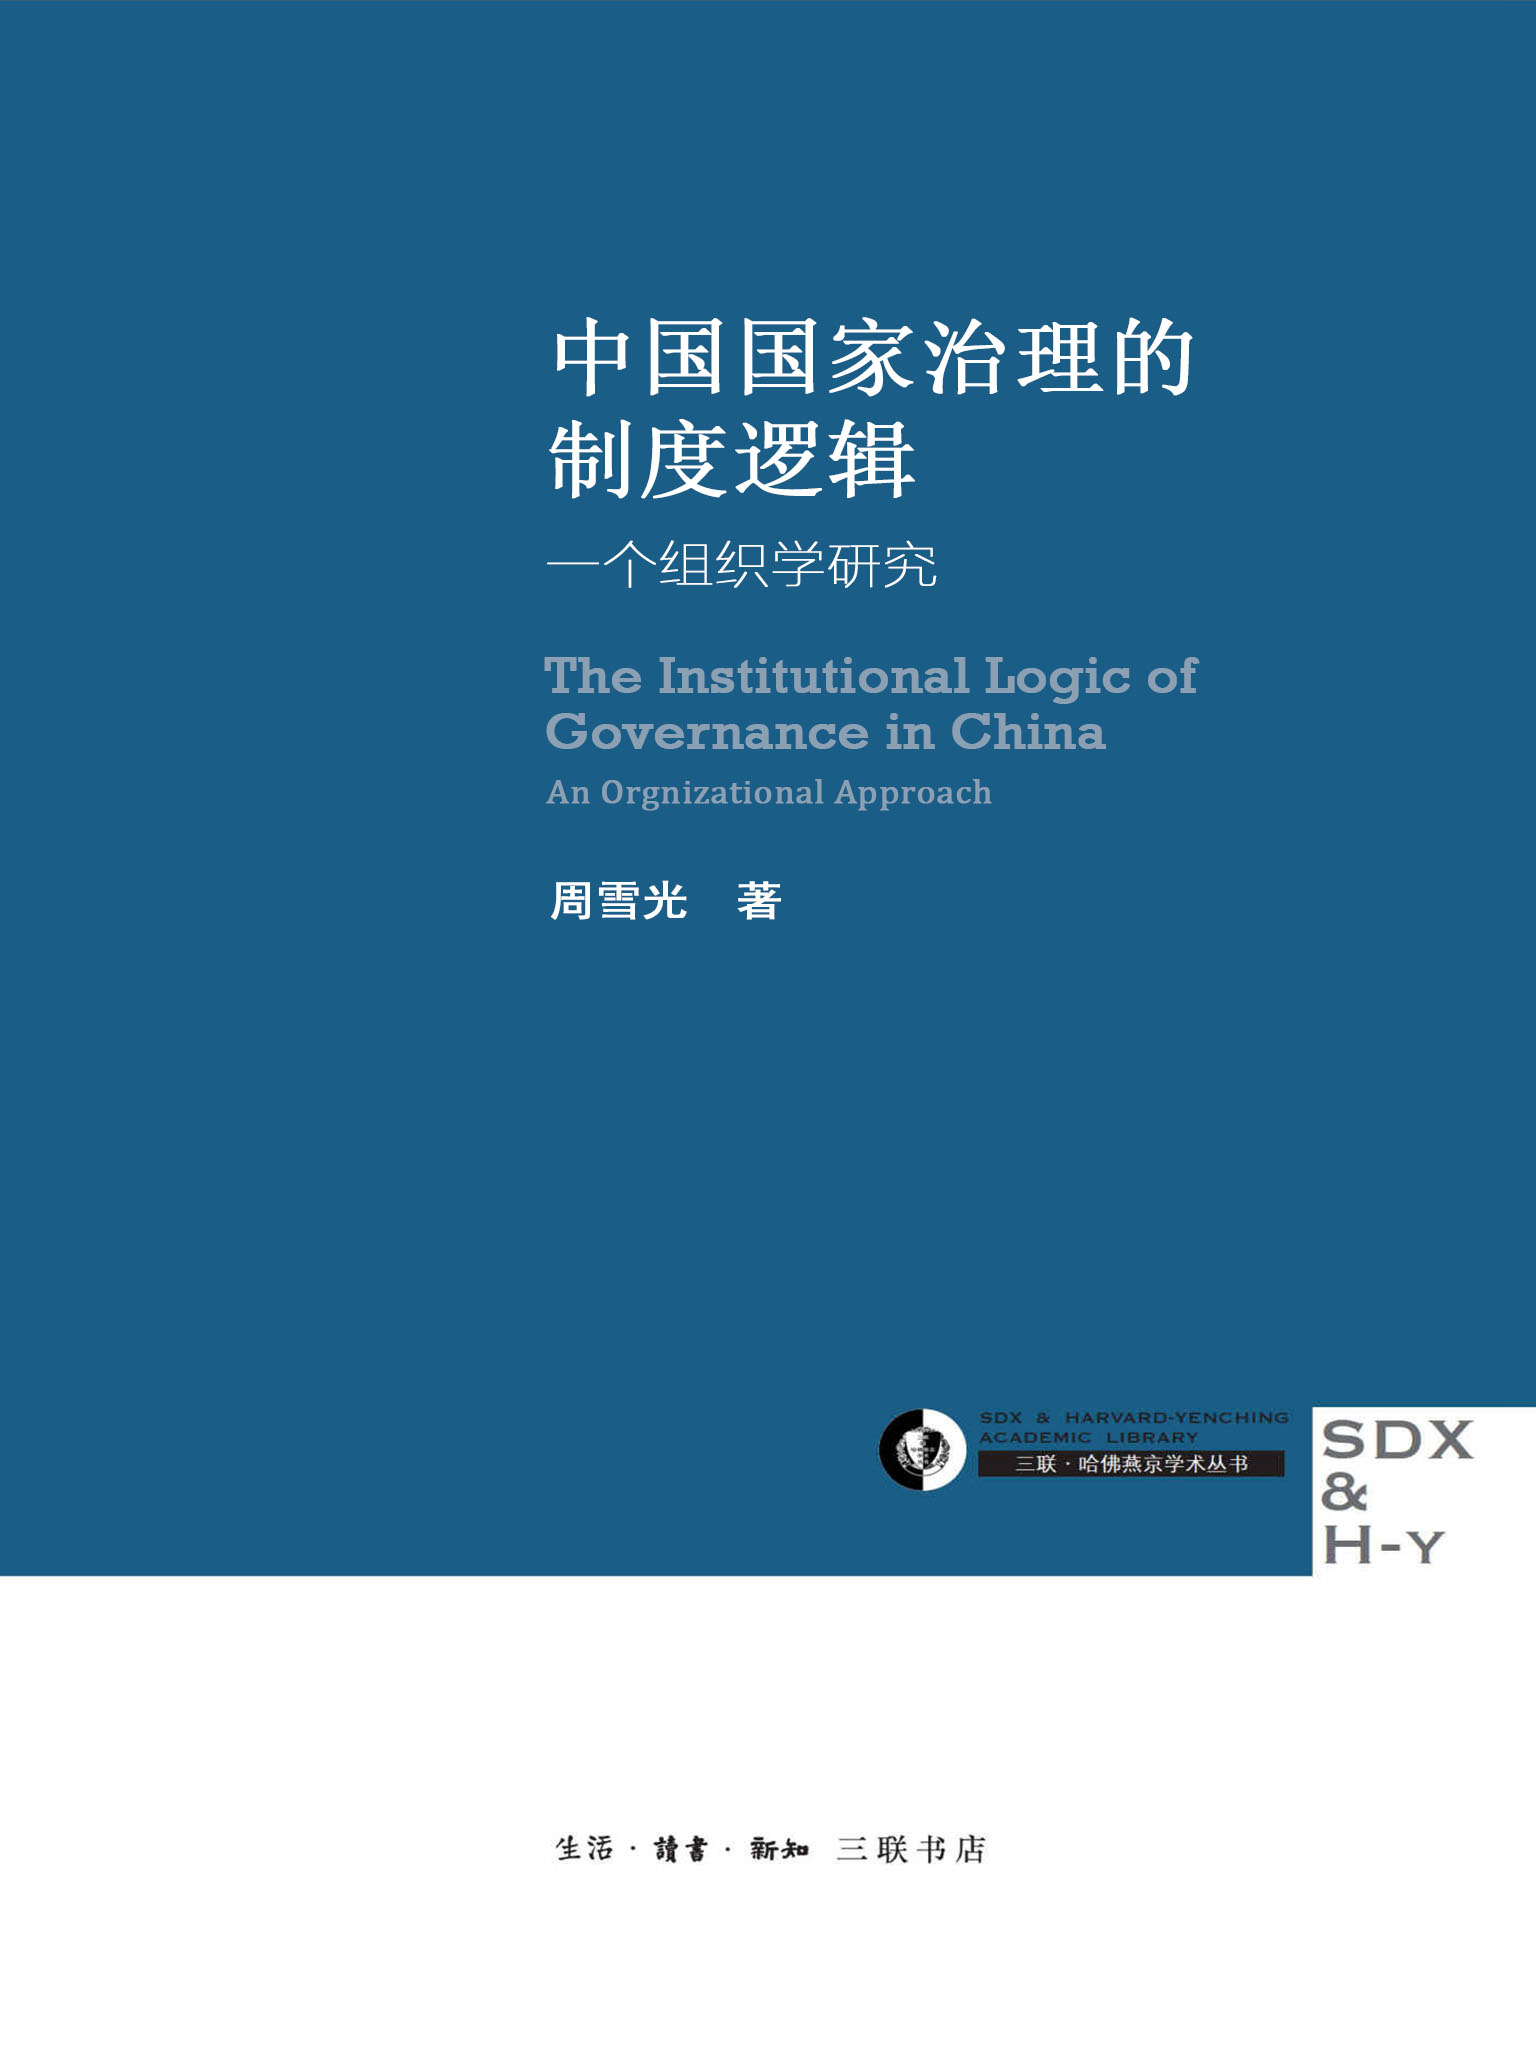 中国国家治理的
制度逻辑
一个组织学研究
The Institutional Logic of
Governance in China
An Orgnizational Approach
周雪光 著
SDX & HARVARD-YENCHING
ACADEMIC LIBRARY
三联·哈佛燕京学术丛书
SDX
&
H-Y
生活·讀書·新知 三联书店